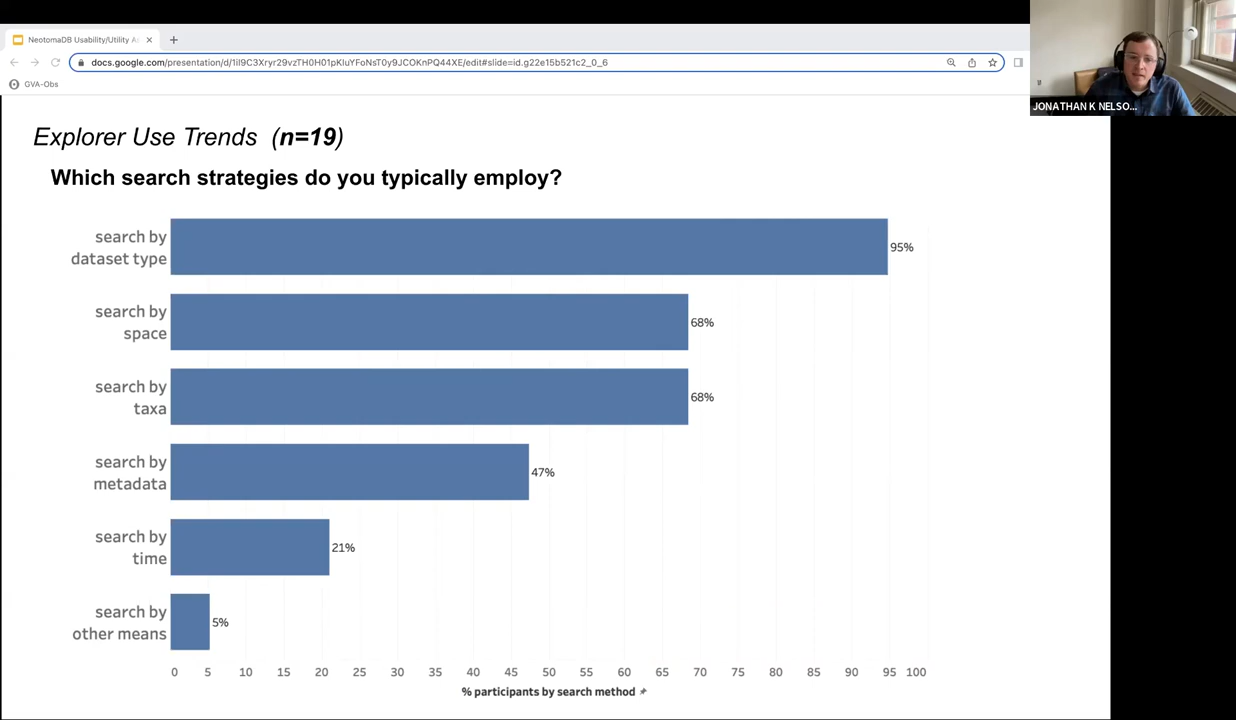 NeotomaDB Usability/Utility As
docs.google.com/presentation/d/1il9C3Xryr29vzTH0H01pKluYFoNsT0y9JCOKnPQ44XE/edit#slide=id.g22e15b521c2_0_6
GVA-Obs
JONATHAN K NELSO...
Explorer Use Trends (n=19)
Which search strategies do you typically employ?
search by
dataset type
95%
search by
space
68%
search by
taxa
68%
search by
metadata
47%
search by
time
21%
search by
other means
5%
0 5 10 15 20 25 30 35 40 45 50 55 60 65 70 75 80 85 90 95 100
% participants by search method